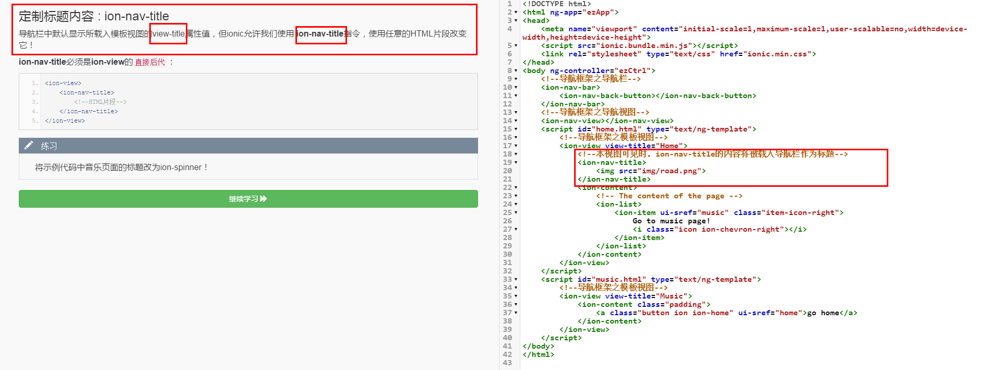 定制标题内容 : ion-nav-title
导航栏中默认显示所载入模板视图的view-title属性值，但ionic允许我们使用 ion-nav-title指令，使用任意的HTML片段改变
它！
ion-nav-title必须是ion-view的 直接后代 ：
1. <ion-view>
2. <ion-nav-title>
3. <!--HTML片段-->
4. </ion-nav-title>
5. </ion-view>
练习
将示例代码中音乐页面的标题改为ion-spinner！
继续学习
1 <!DOCTYPE html>
2 <html ng-app="ezApp">
3 <head>
4 <meta name="viewport" content="initial-scale=1,maximum-scale=1,user-scalable=no,width=device-
width,height=device-height">
5 <script src="ionic.bundle.min.js"></script>
6 <link rel="stylesheet" type="text/css" href="ionic.min.css">
7 </head>
8 <body ng-controller="ezCtrl">
9 <!--导航框架之导航栏-->
10 <ion-nav-bar>
11 <ion-nav-back-button></ion-nav-back-button>
12 </ion-nav-bar>
13 <!--导航框架之导航视图-->
14 <ion-nav-view></ion-nav-view>
15 <script id="home.html" type="text/ng-template">
16 <!--导航框架之模板视图-->
17 <ion-view view-title="Home">
18 <!--本视图可见时，ion-nav-title的内容将被载入导航栏作为标题-->
19 <ion-nav-title>
20 <img src="img/road.png">
21 </ion-nav-title>
22 <ion-content>
23 <!-- The content of the page -->
24 <ion-list>
25 <ion-item ui-sref="music" class="item-icon-right">
26 Go to music page!
27 <i class="icon ion-chevron-right"></i>
28 </ion-item>
29 </ion-list>
30 </ion-content>
31 </ion-view>
32 </script>
33 <script id="music.html" type="text/ng-template">
34 <!--导航框架之模板视图-->
35 <ion-view view-title="Music">
36 <ion-content class="padding">
37 <a class="button ion ion-home" ui-sref="home">go home</a>
38 </ion-content>
39 </ion-view>
40 </script>
41 </body>
42 </html>
43